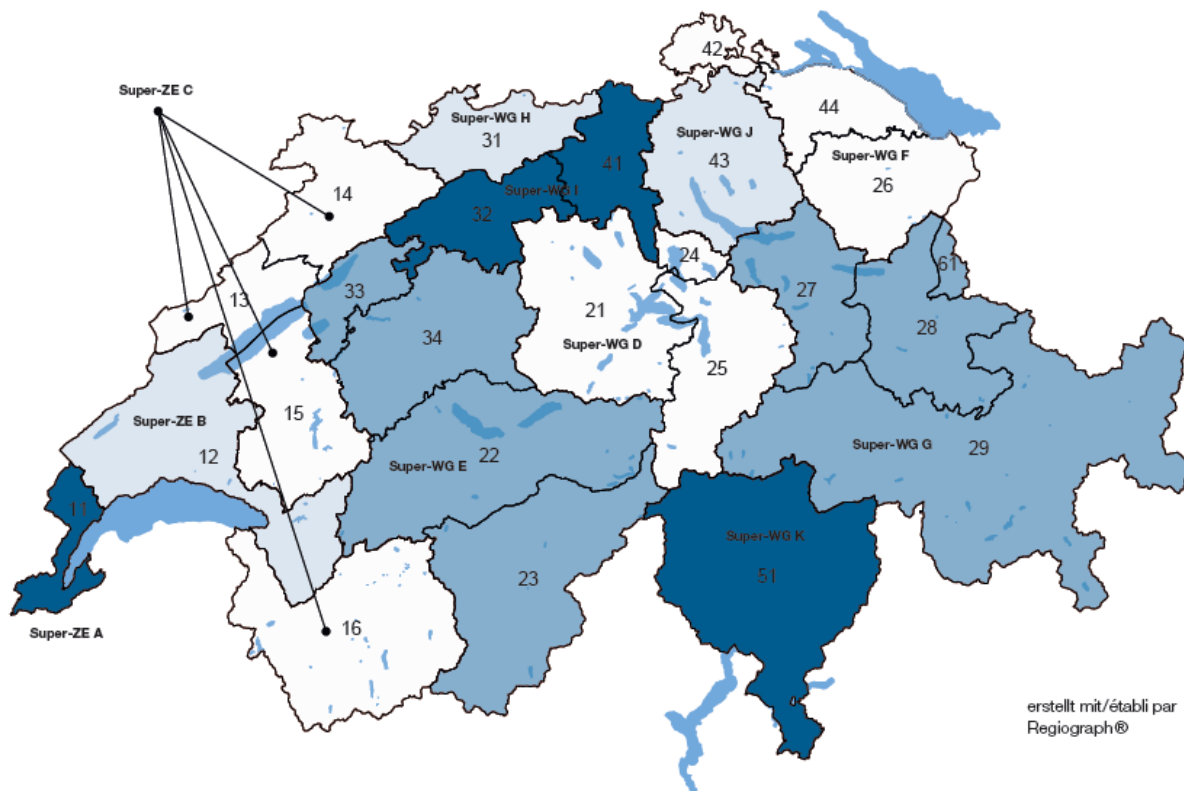 42
Super-ZE C
44
Super-WG H
31
Super-WG J
43
41
Super-WG F
26
14
Super-WG I
32
24
13
33
27
61
21
28
34
Super-WG D
25
15
Super-ZE B
12
Super-WG E
22
Super-WG G
29
11
Super-WG K
51
23
16
Super-ZE A
erstellt mit/établi par
Regiograph®